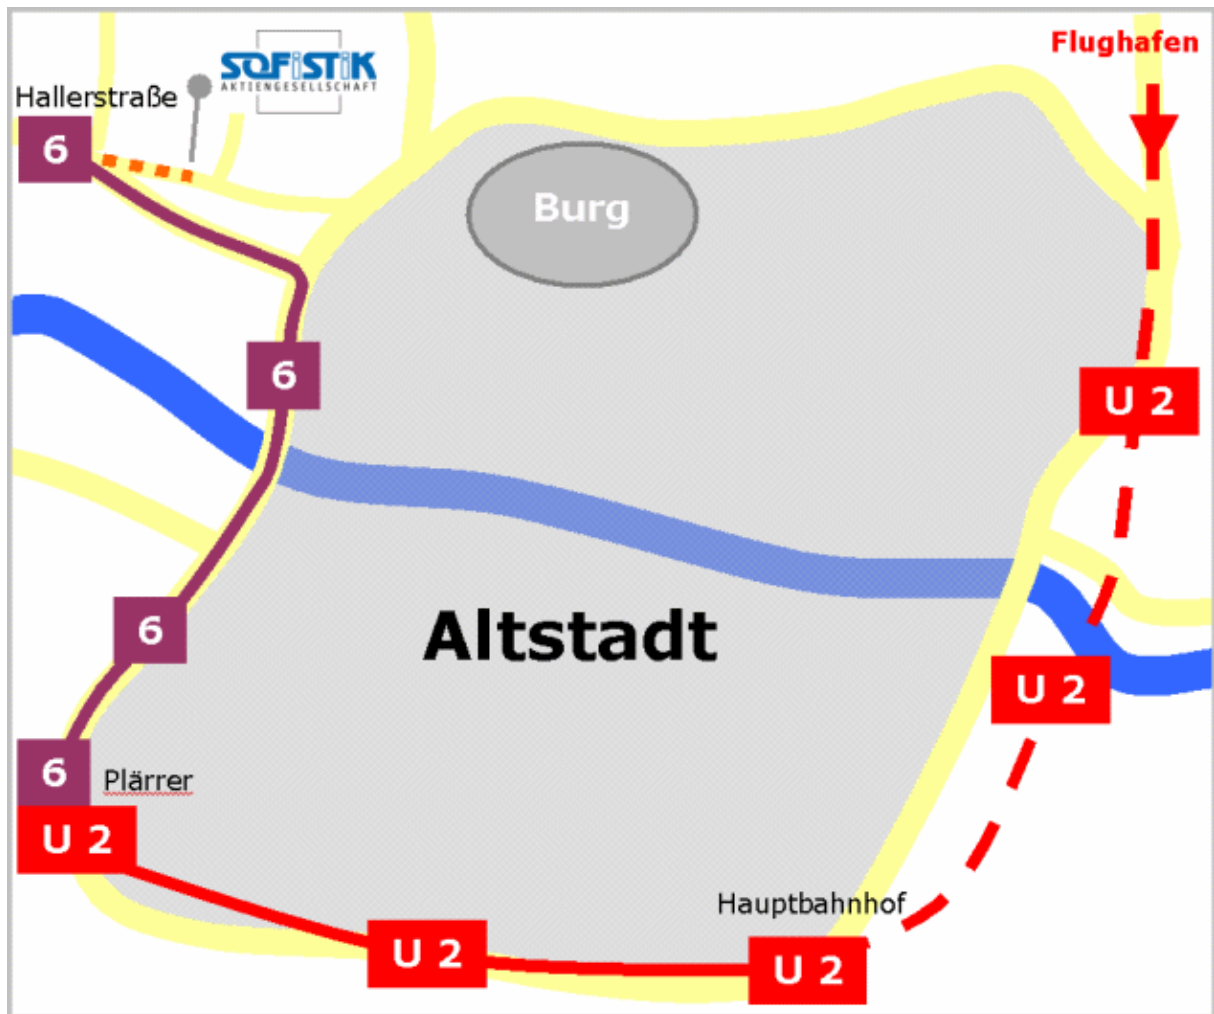 Flughafen
SOFiSTiK
AKTIENGESELLSCHAFT
Hallerstraße
6
Burg
6
U 2
6
Altstadt
U 2
6
Plärrer
U 2
Hauptbahnhof
U 2
U 2